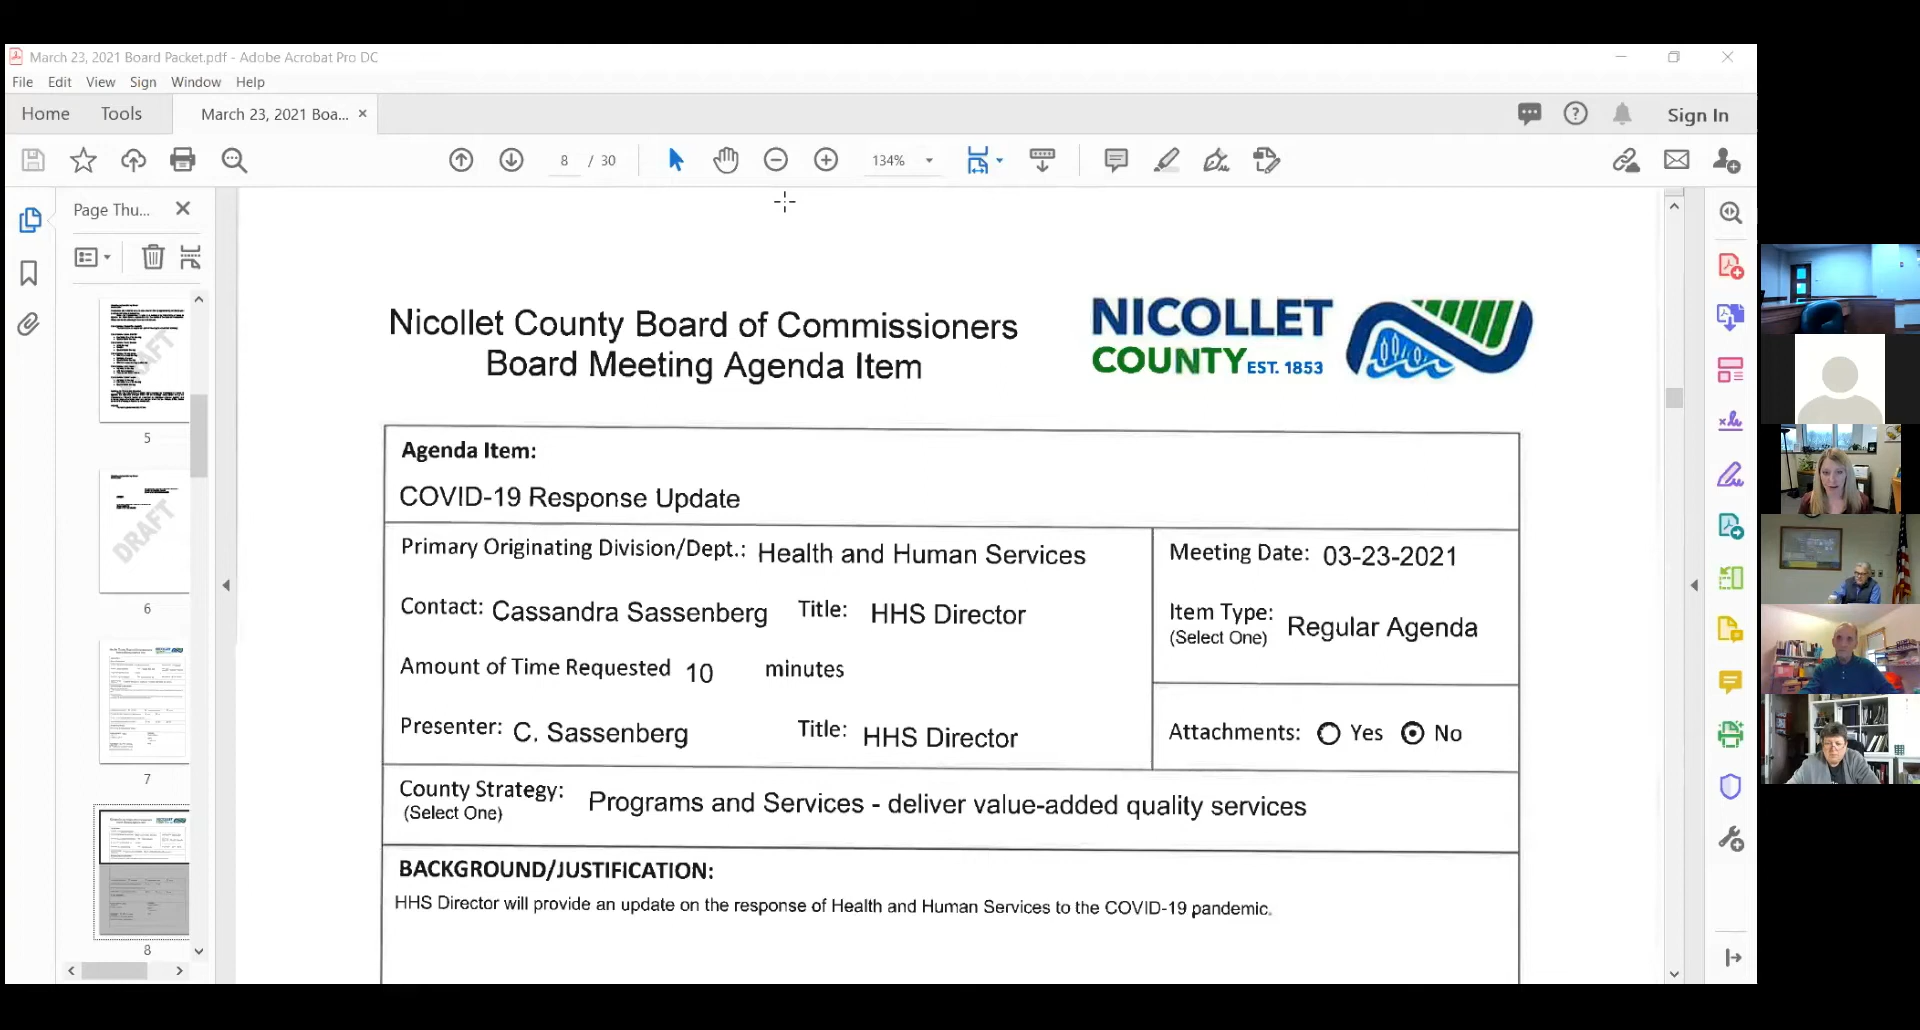 March 23, 2021 Board Packet.pdf - Adobe Acrobat Pro DC
File Edit View Sign Window Help
Home Tools March 23, 2021 Boa... × Sign In
8 / 30 134%
Page Thu...
5
6
7
8
DRAFT
DRAFT
Nicollet County Board of Commissioners
Board Meeting Agenda Item
NICOLLET
COUNTY EST. 1853
Agenda Item:
COVID-19 Response Update
Primary Originating Division/Dept.: Health and Human Services
Meeting Date: 03-23-2021
Contact: Cassandra Sassenberg Title: HHS Director
Item Type: Regular Agenda
(Select One)
Amount of Time Requested 10 minutes
Presenter: C. Sassenberg Title: HHS Director
Attachments: Yes No
County Strategy: Programs and Services - deliver value-added quality services
(Select One)
BACKGROUND/JUSTIFICATION:
HHS Director will provide an update on the response of Health and Human Services to the COVID-19 pandemic.